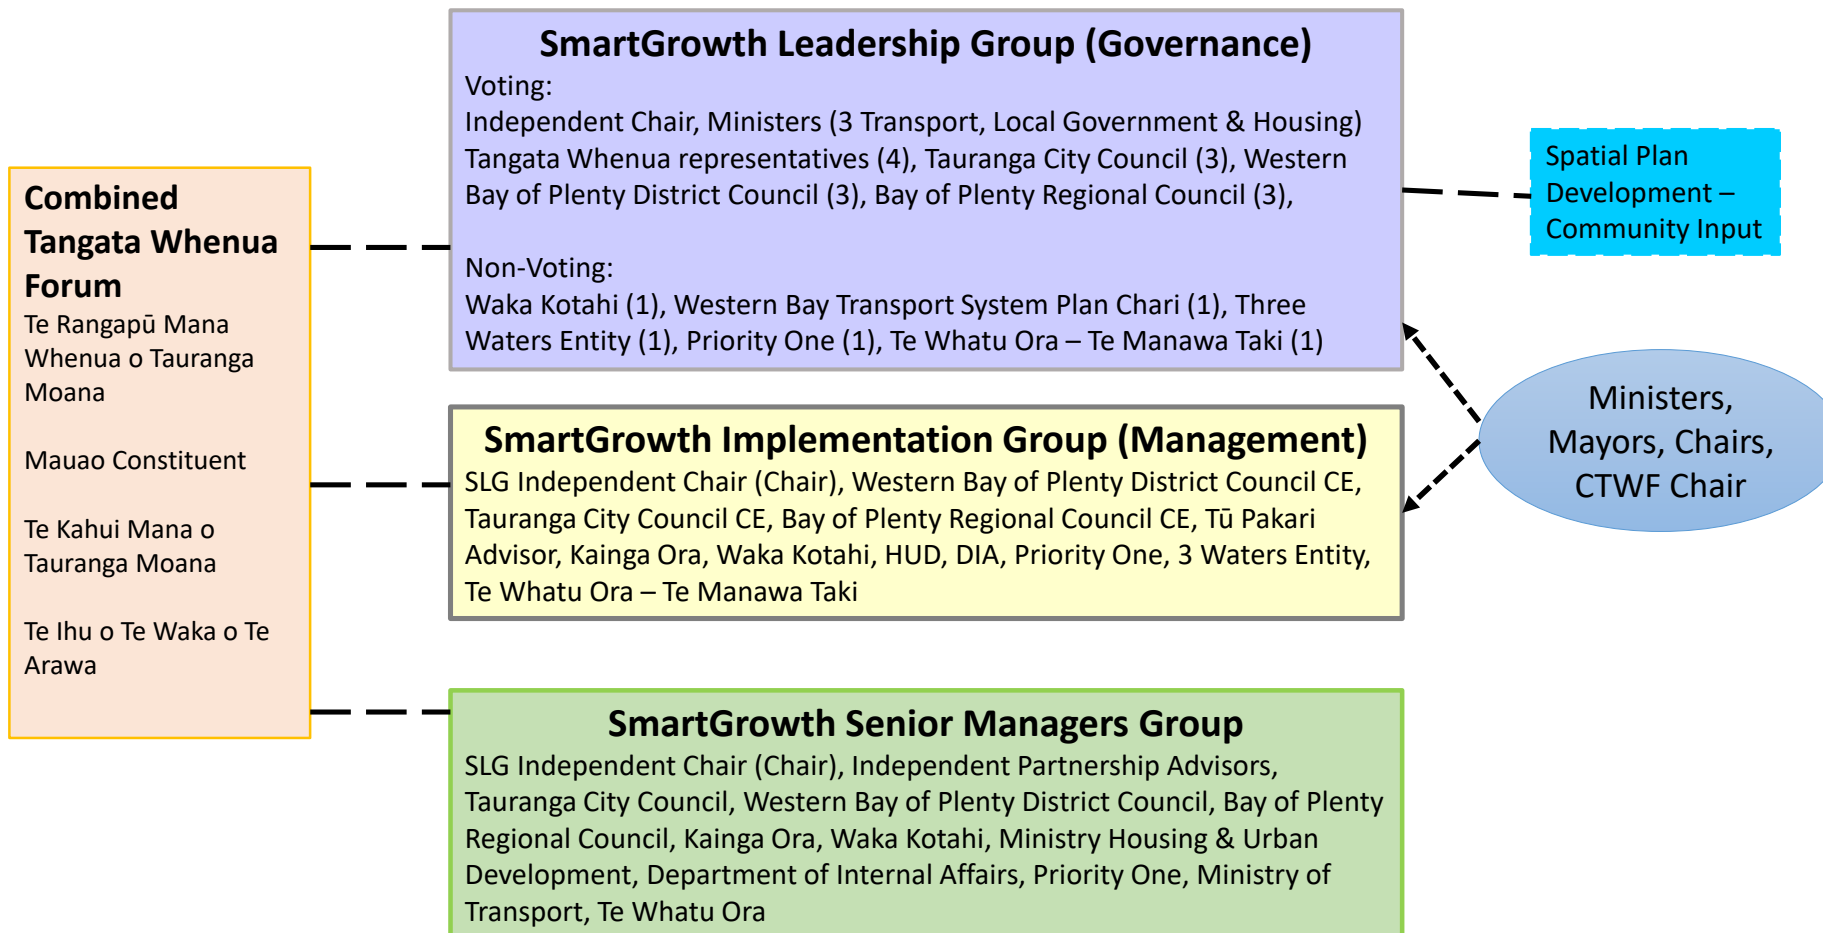 SmartGrowth Leadership Group (Governance)
Voting:
Independent Chair, Ministers (3 Transport, Local Government & Housing)
Tangata Whenua representatives (4), Tauranga City Council (3), Western
Bay of Plenty District Council (3), Bay of Plenty Regional Council (3),
Non-Voting:
Waka Kotahi (1), Western Bay Transport System Plan Chari (1), Three
Waters Entity (1), Priority One (1), Te Whatu Ora – Te Manawa Taki (1)
Spatial Plan
Development –
Community Input
Combined
Tangata Whenua
Forum
Te Rangapū Mana
Whenua o Tauranga
Moana
Mauao Constituent
Te Kahui Mana o
Tauranga Moana
Te Ihu o Te Waka o Te
Arawa
Ministers,
Mayors, Chairs,
CTWF Chair
SmartGrowth Implementation Group (Management)
SLG Independent Chair (Chair), Western Bay of Plenty District Council CE,
Tauranga City Council CE, Bay of Plenty Regional Council CE, Tū Pakari
Advisor, Kainga Ora, Waka Kotahi, HUD, DIA, Priority One, 3 Waters Entity,
Te Whatu Ora – Te Manawa Taki
SmartGrowth Senior Managers Group
SLG Independent Chair (Chair), Independent Partnership Advisors,
Tauranga City Council, Western Bay of Plenty District Council, Bay of Plenty
Regional Council, Kainga Ora, Waka Kotahi, Ministry Housing & Urban
Development, Department of Internal Affairs, Priority One, Ministry of
Transport, Te Whatu Ora